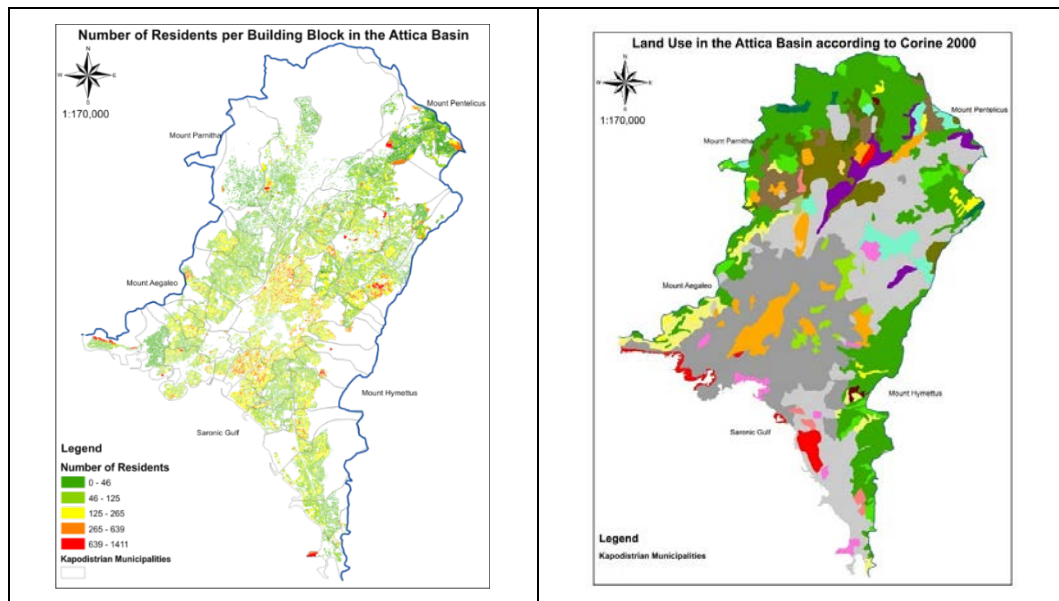 Number of Residents per Building Block in the Attica Basin
N
W
E
S
1:170,000
Mount Pentelicus
Mount Parnitha
Mount Aegaleo
Mount Hymettus
Saronic Gulf
Legend
Number of Residents
0 - 46
46 - 125
125 - 265
265 - 639
639 - 1411
Kapodistrian Municipalities
Land Use in the Attica Basin according to Corine 2000
N
W
E
S
1:170,000
Mount Pentelicus
Mount Parnitha
Mount Aegaleo
Mount Hymettus
Saronic Gulf
Legend
Kapodistrian Municipalities